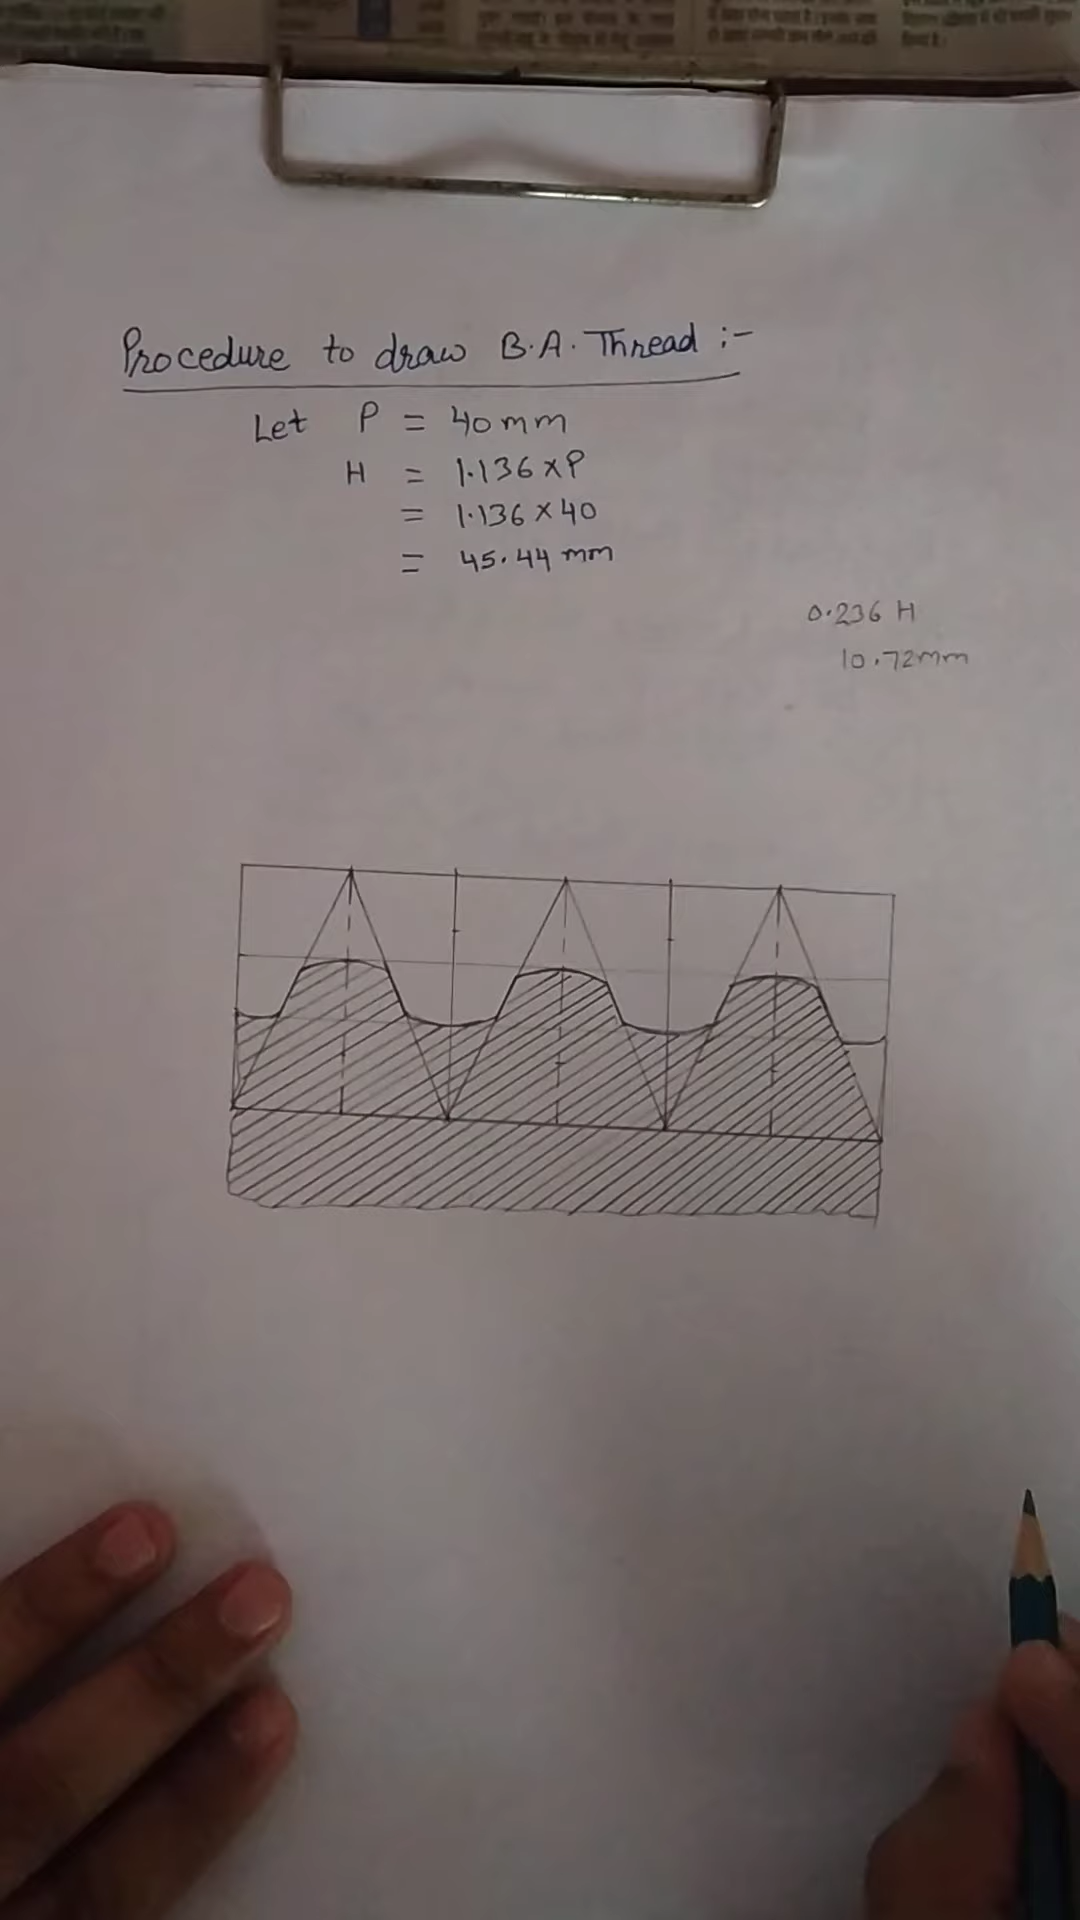 Procedure to draw B.A. Thread :-
Let P = 40mm
H = 1.136 x P
= 1.136 x 40
= 45.44 mm
0.236 H
10.72mm